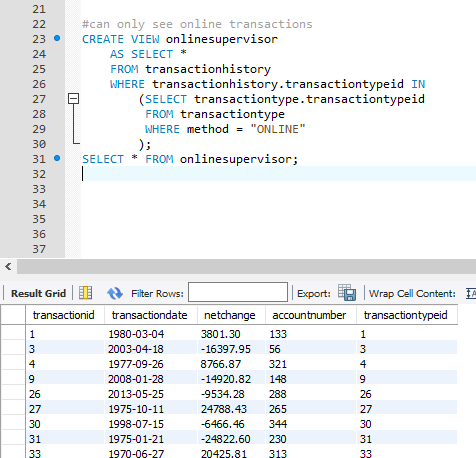 21
22 #can only see online transactions
23 CREATE VIEW onlinesupervisor
24 AS SELECT *
25 FROM transactionhistory
26 WHERE transactionhistory.transactiontypeid IN
27 (SELECT transactiontype.transactiontypeid
28 FROM transactiontype
29 WHERE method = "ONLINE"
30 );
31 SELECT * FROM onlinesupervisor;
32
33
34
35
36
37
Result Grid Filter Rows: Export: Wrap Cell Content:
transactionid transactiondate netchange accountnumber transactiontypeid
1 1980-03-04 3801.30 133 1
3 2003-04-18 -16397.95 56 3
4 1977-09-26 8766.87 321 4
9 2008-01-28 -14920.82 148 9
26 2013-05-25 -9534.28 288 26
27 1975-10-11 24788.43 265 27
30 1998-07-15 -6466.46 344 30
31 1975-01-21 -24822.60 230 31
33 1970-06-27 20425.81 313 33